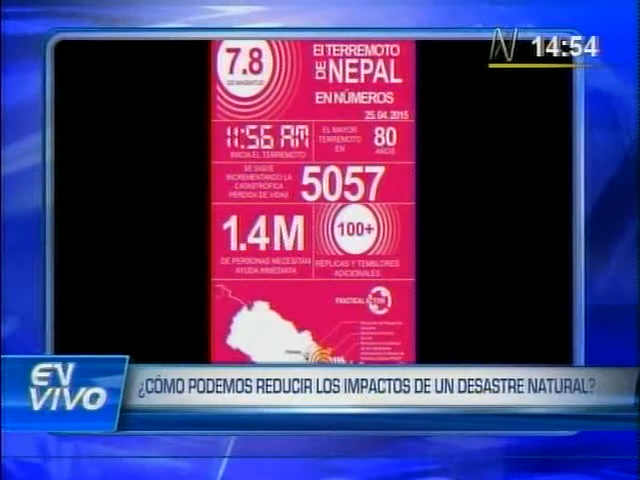 14:54
7.8
DE MAGNITUD
El TERREMOTO
DE NEPAL
EN NÚMEROS
25.04.2015
11:56 AM
INICIA EL TERREMOTO
EL MAYOR
TERREMOTO
EN
80
AÑOS
SE SIGUE
INCREMENTANDO LA
CATASTRÓFICA
PÉRDIDA DE VIDAS
5057
1.4M
DE PERSONAS NECESITAN
AYUDA INMEDIATA
100+
RÉPLICAS Y TEMBLORES
ADICIONALES
PRACTICAL ACTION
EN
VIVO
¿CÓMO PODEMOS REDUCIR LOS IMPACTOS DE UN DESASTRE NATURAL?